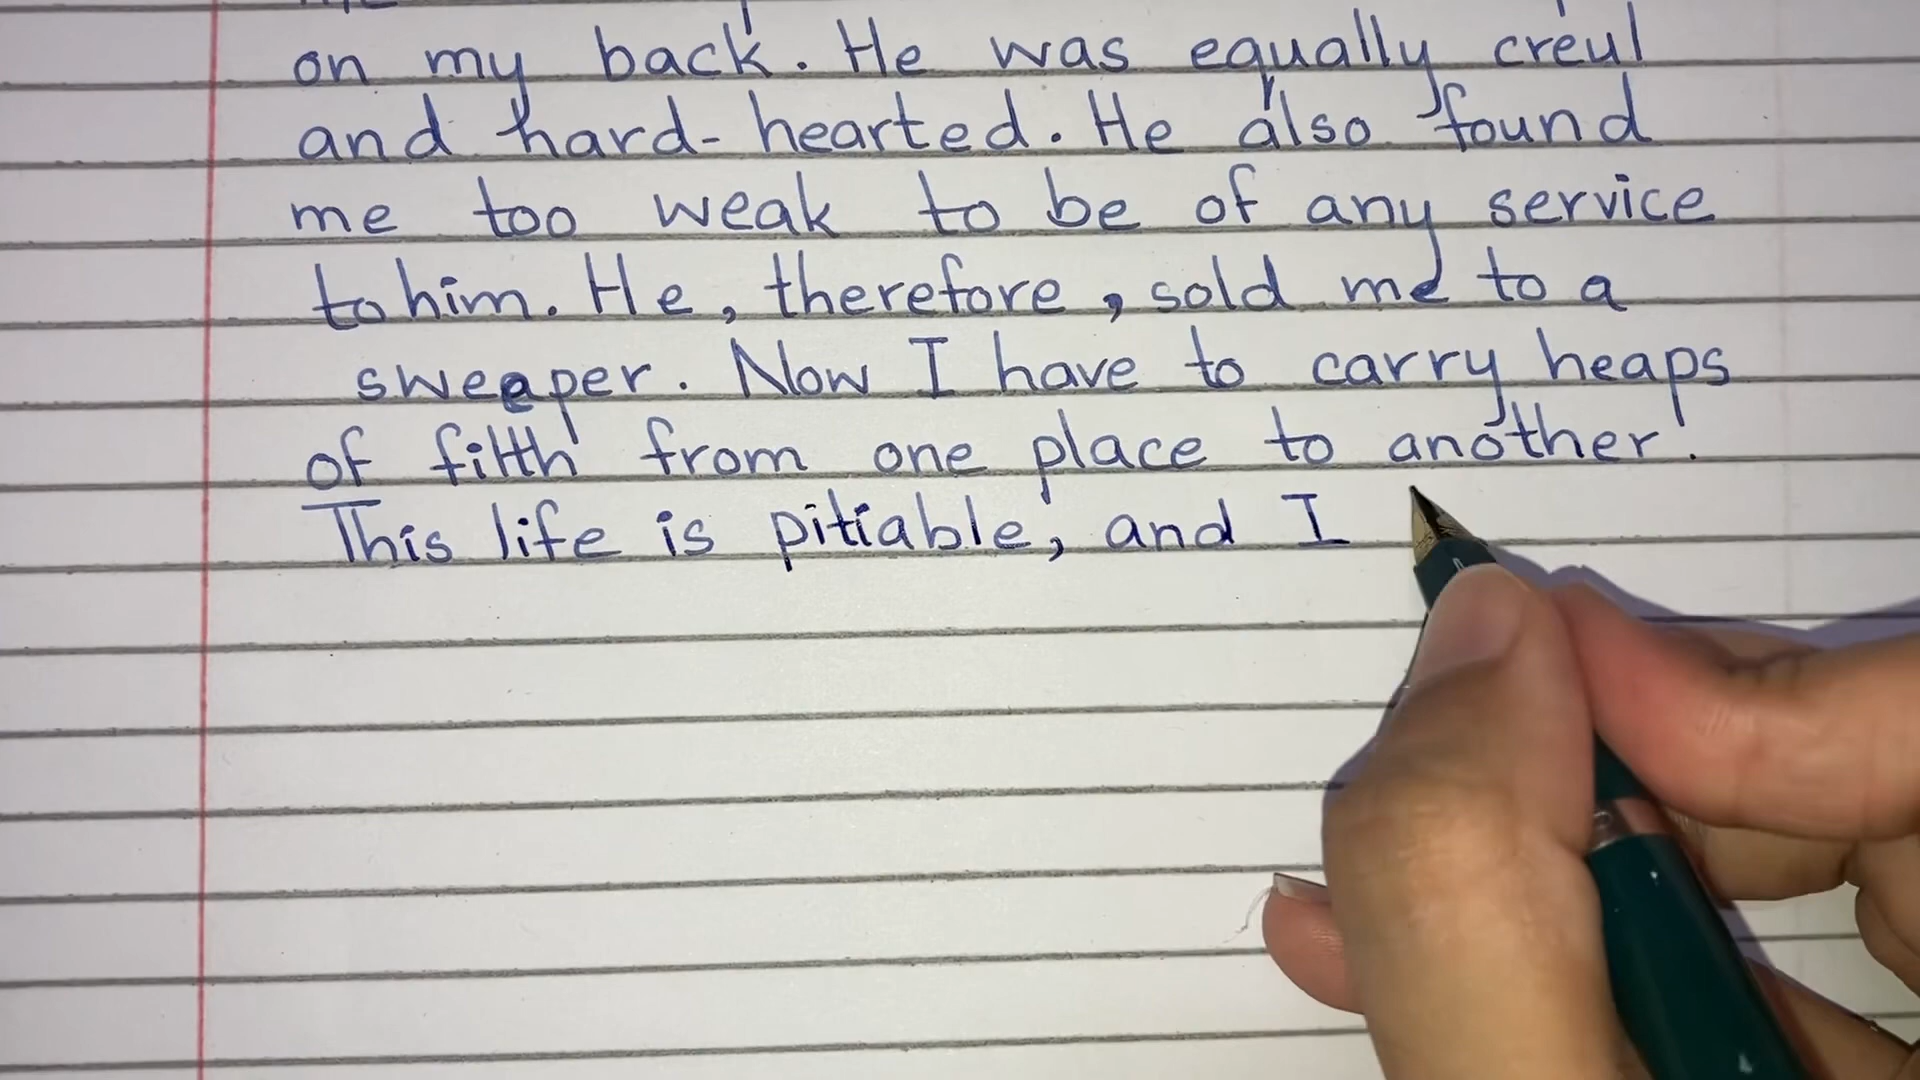 on my back. He was equally creul
and hard-hearted. He also found
me too weak to be of any service
to him. He, therefore, sold me to a
sweeper. Now I have to carry heaps
of filth from one place to another.
This life is pitiable, and I